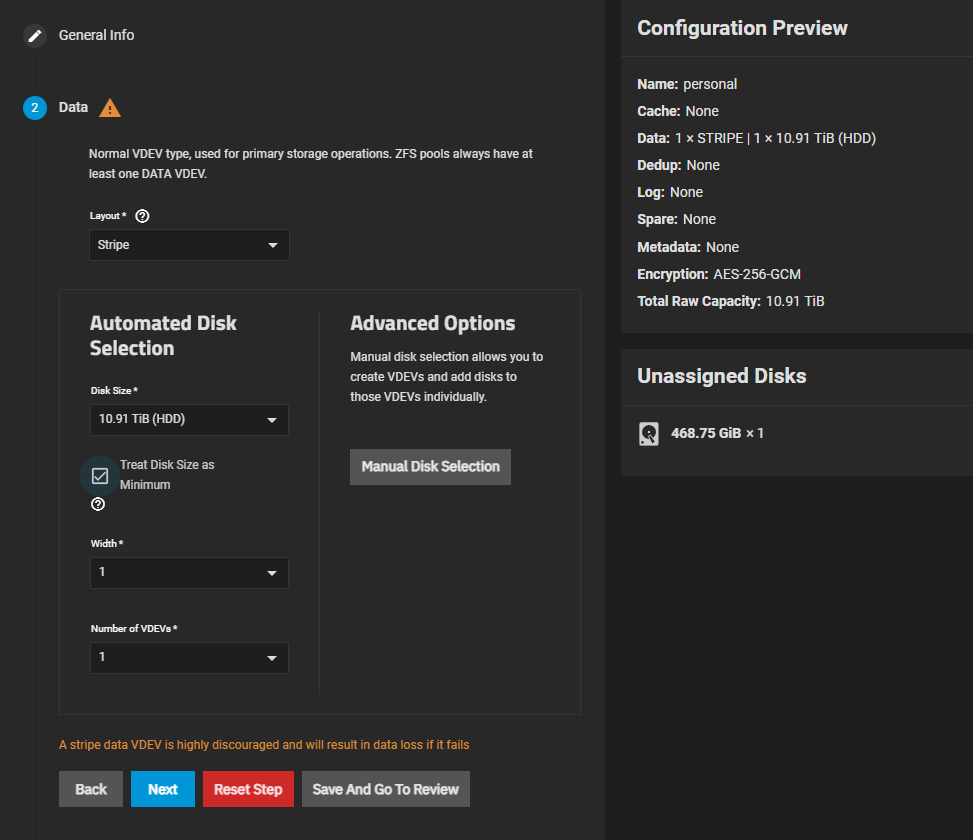 General Info
2
Data
Normal VDEV type, used for primary storage operations. ZFS pools always have at
least one DATA VDEV.
Layout *
Stripe
Automated Disk
Selection
Disk Size *
10.91 TiB (HDD)
Treat Disk Size as
Minimum
Width *
1
Number of VDEVs *
1
Advanced Options
Manual disk selection allows you to
create VDEVs and add disks to
those VDEVs individually.
Manual Disk Selection
A stripe data VDEV is highly discouraged and will result in data loss if it fails
Back
Next
Reset Step
Save And Go To Review
Configuration Preview
Name: personal
Cache: None
Data: 1 × STRIPE | 1 × 10.91 TiB (HDD)
Dedup: None
Log: None
Spare: None
Metadata: None
Encryption: AES-256-GCM
Total Raw Capacity: 10.91 TiB
Unassigned Disks
468.75 GiB × 1